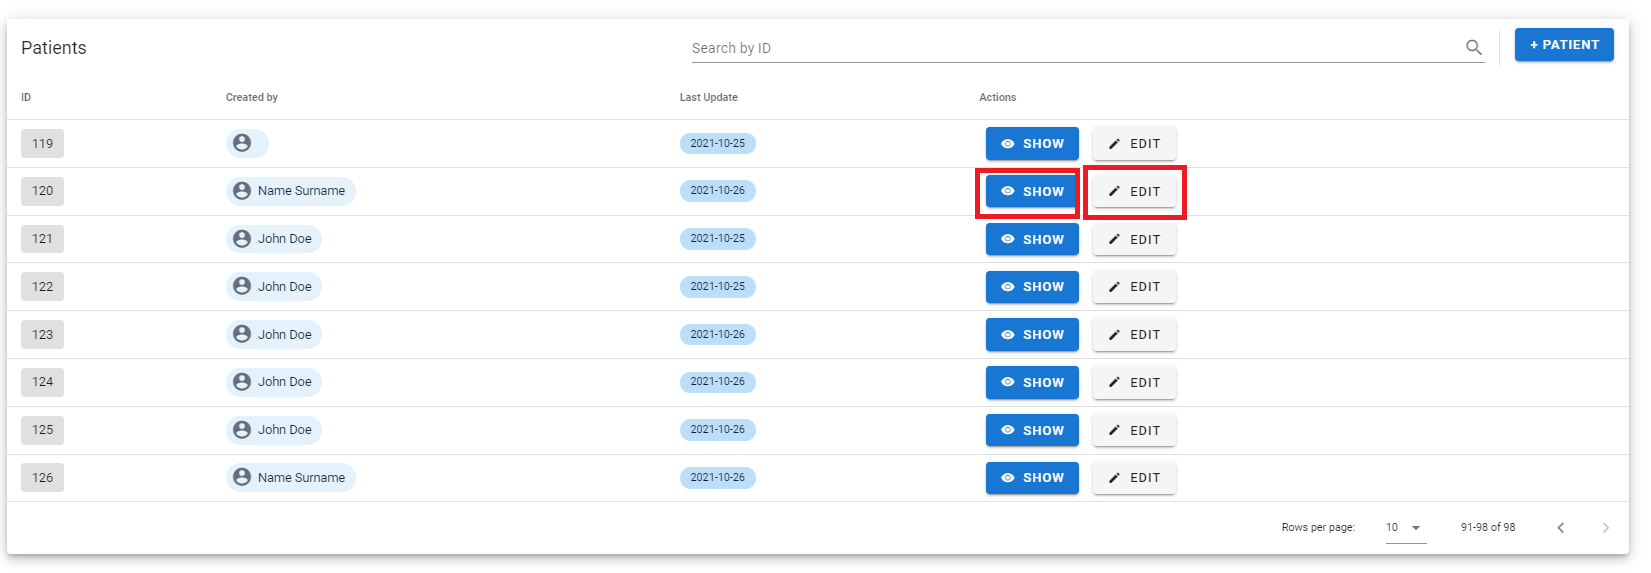 Patients Search by ID + PATIENT
ID Created by Last Update Actions
119 2021-10-25 SHOW EDIT
120 Name Surname 2021-10-26 SHOW EDIT
121 John Doe 2021-10-25 SHOW EDIT
122 John Doe 2021-10-25 SHOW EDIT
123 John Doe 2021-10-26 SHOW EDIT
124 John Doe 2021-10-26 SHOW EDIT
125 John Doe 2021-10-26 SHOW EDIT
126 Name Surname 2021-10-26 SHOW EDIT
Rows per page: 10 91-98 of 98